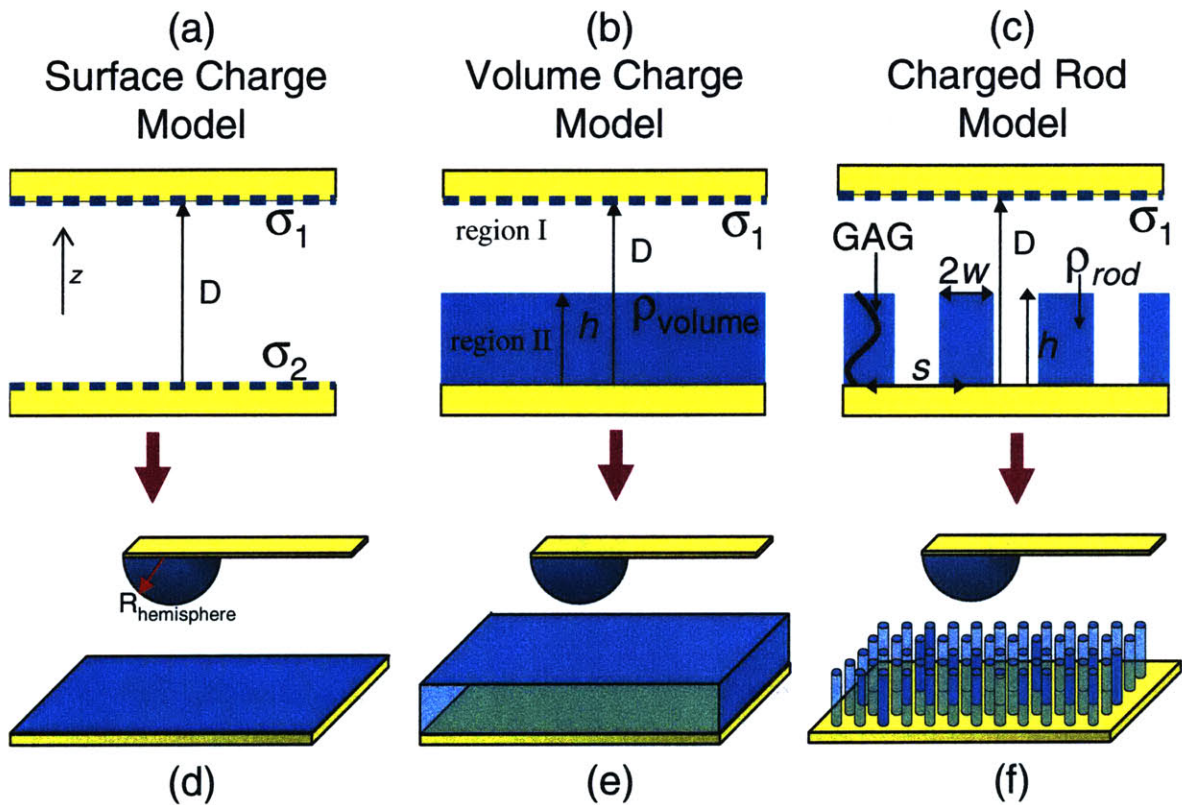 (a)
Surface Charge
Model
σ1
z
D
σ2
(b)
Volume Charge
Model
region I
σ1
D
region II
h
ρvolume
(c)
Charged Rod
Model
GAG
D
σ1
2w
ρrod
h
s
Rhemisphere
(d)
(e)
(f)